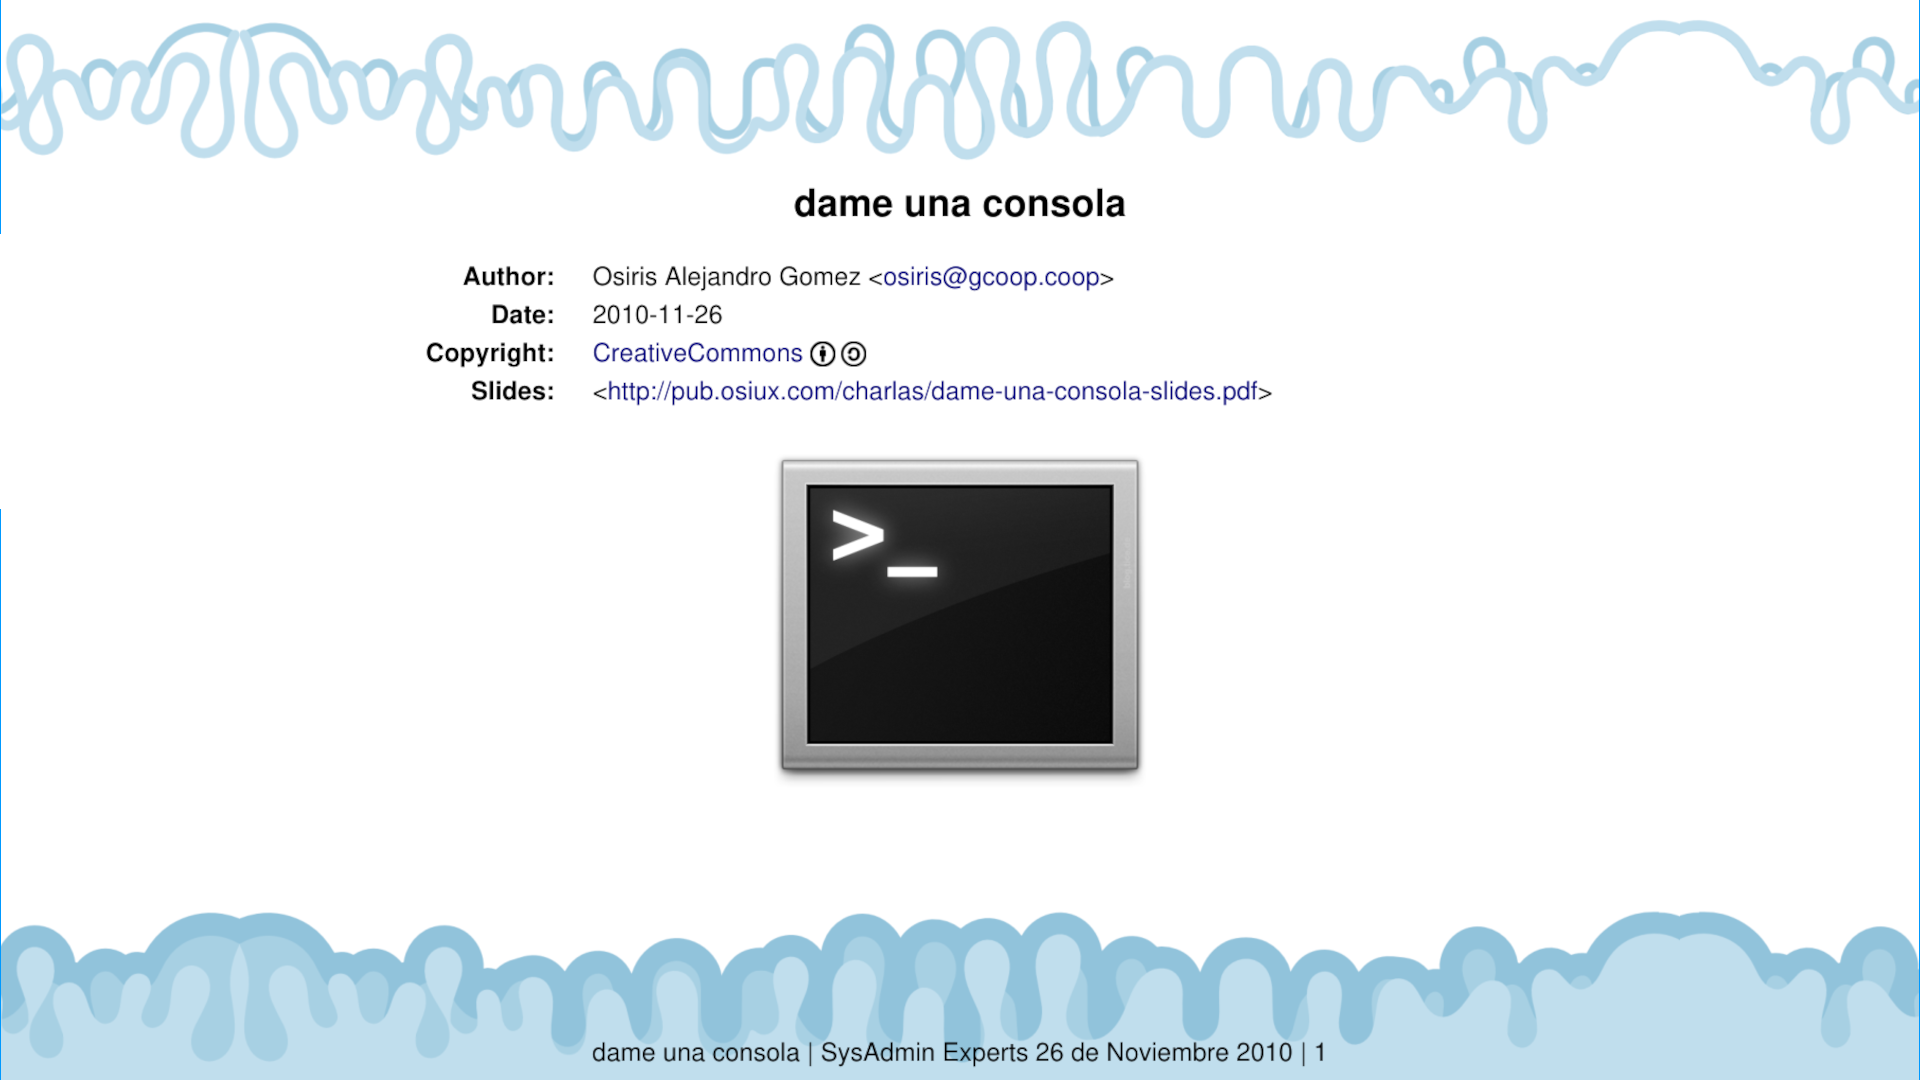 dame una consola
Author: Osiris Alejandro Gomez <osiris@gcoop.coop>
Date: 2010-11-26
Copyright: CreativeCommons
Slides: <http://pub.osiux.com/charlas/dame-una-consola-slides.pdf>
>_
dame una consola | SysAdmin Experts 26 de Noviembre 2010 | 1